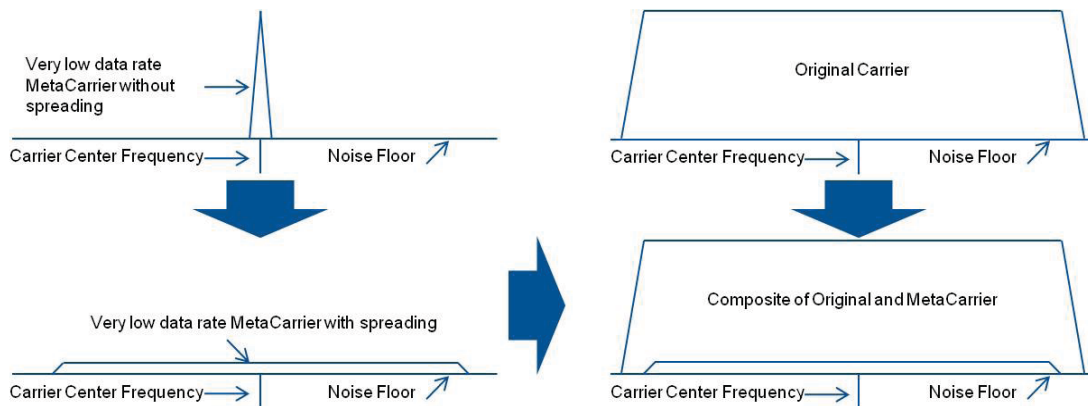 Very low data rate
MetaCarrier without
spreading
Carrier Center Frequency
Noise Floor
Original Carrier
Carrier Center Frequency
Noise Floor
Very low data rate MetaCarrier with spreading
Carrier Center Frequency
Noise Floor
Composite of Original and MetaCarrier
Carrier Center Frequency
Noise Floor